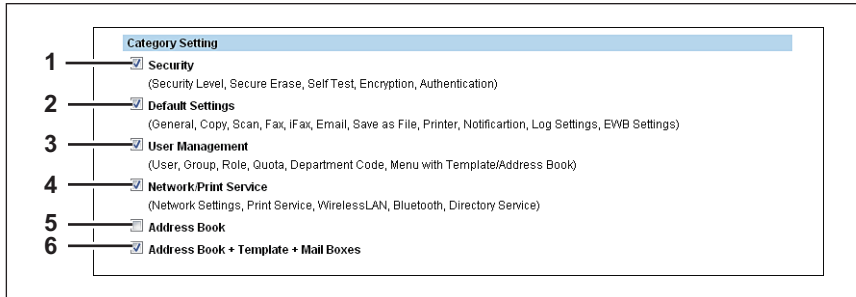 Category Setting
1 Security
(Security Level, Secure Erase, Self Test, Encryption, Authentication)
2 Default Settings
(General, Copy, Scan, Fax, iFax, Email, Save as File, Printer, Notificartion, Log Settings, EWB Settings)
3 User Management
(User, Group, Role, Quota, Department Code, Menu with Template/Address Book)
4 Network/Print Service
(Network Settings, Print Service, WirelessLAN, Bluetooth, Directory Service)
5 Address Book
6 Address Book + Template + Mail Boxes